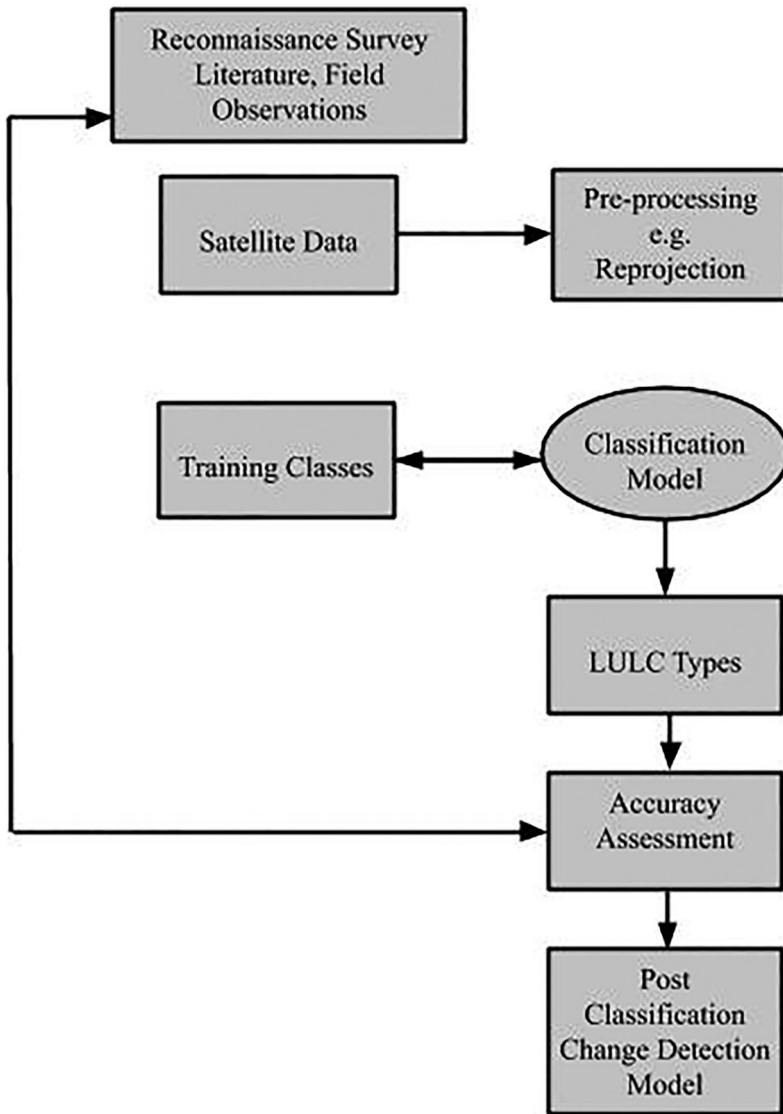 Reconnaissance Survey
Literature, Field
Observations
Satellite Data
Pre-processing
e.g.
Reprojection
Training Classes
Classification
Model
LULC Types
Accuracy
Assessment
Post
Classification
Change Detection
Model